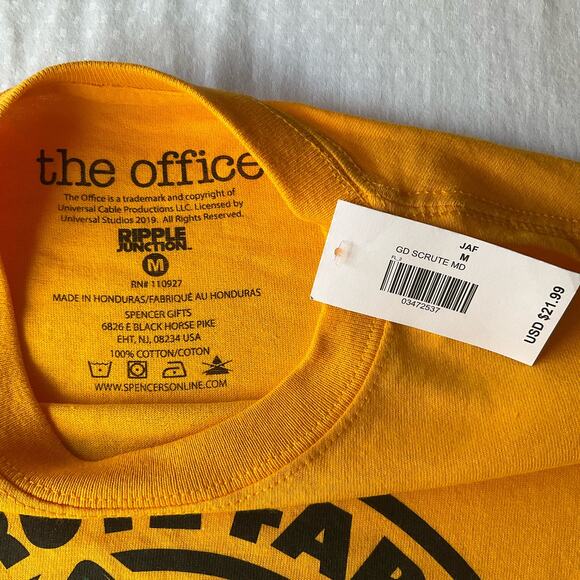 the office
The Office is a trademark and copyright of
Universal Cable Productions LLC. Licensed by
Universal Studios 2019. All Rights Reserved.
RIPPLE
JUNCTION
M
RN# 110927
MADE IN HONDURAS/FABRIQUÉ AU HONDURAS
SPENCER GIFTS
6826 E BLACK HORSE PIKE
EHT, NJ, 08234 USA
100% COTTON/COTON
WWW.SPENCERSONLINE.COM
JAF
M
GD SCRUTE MD
03472537
USD $21.99